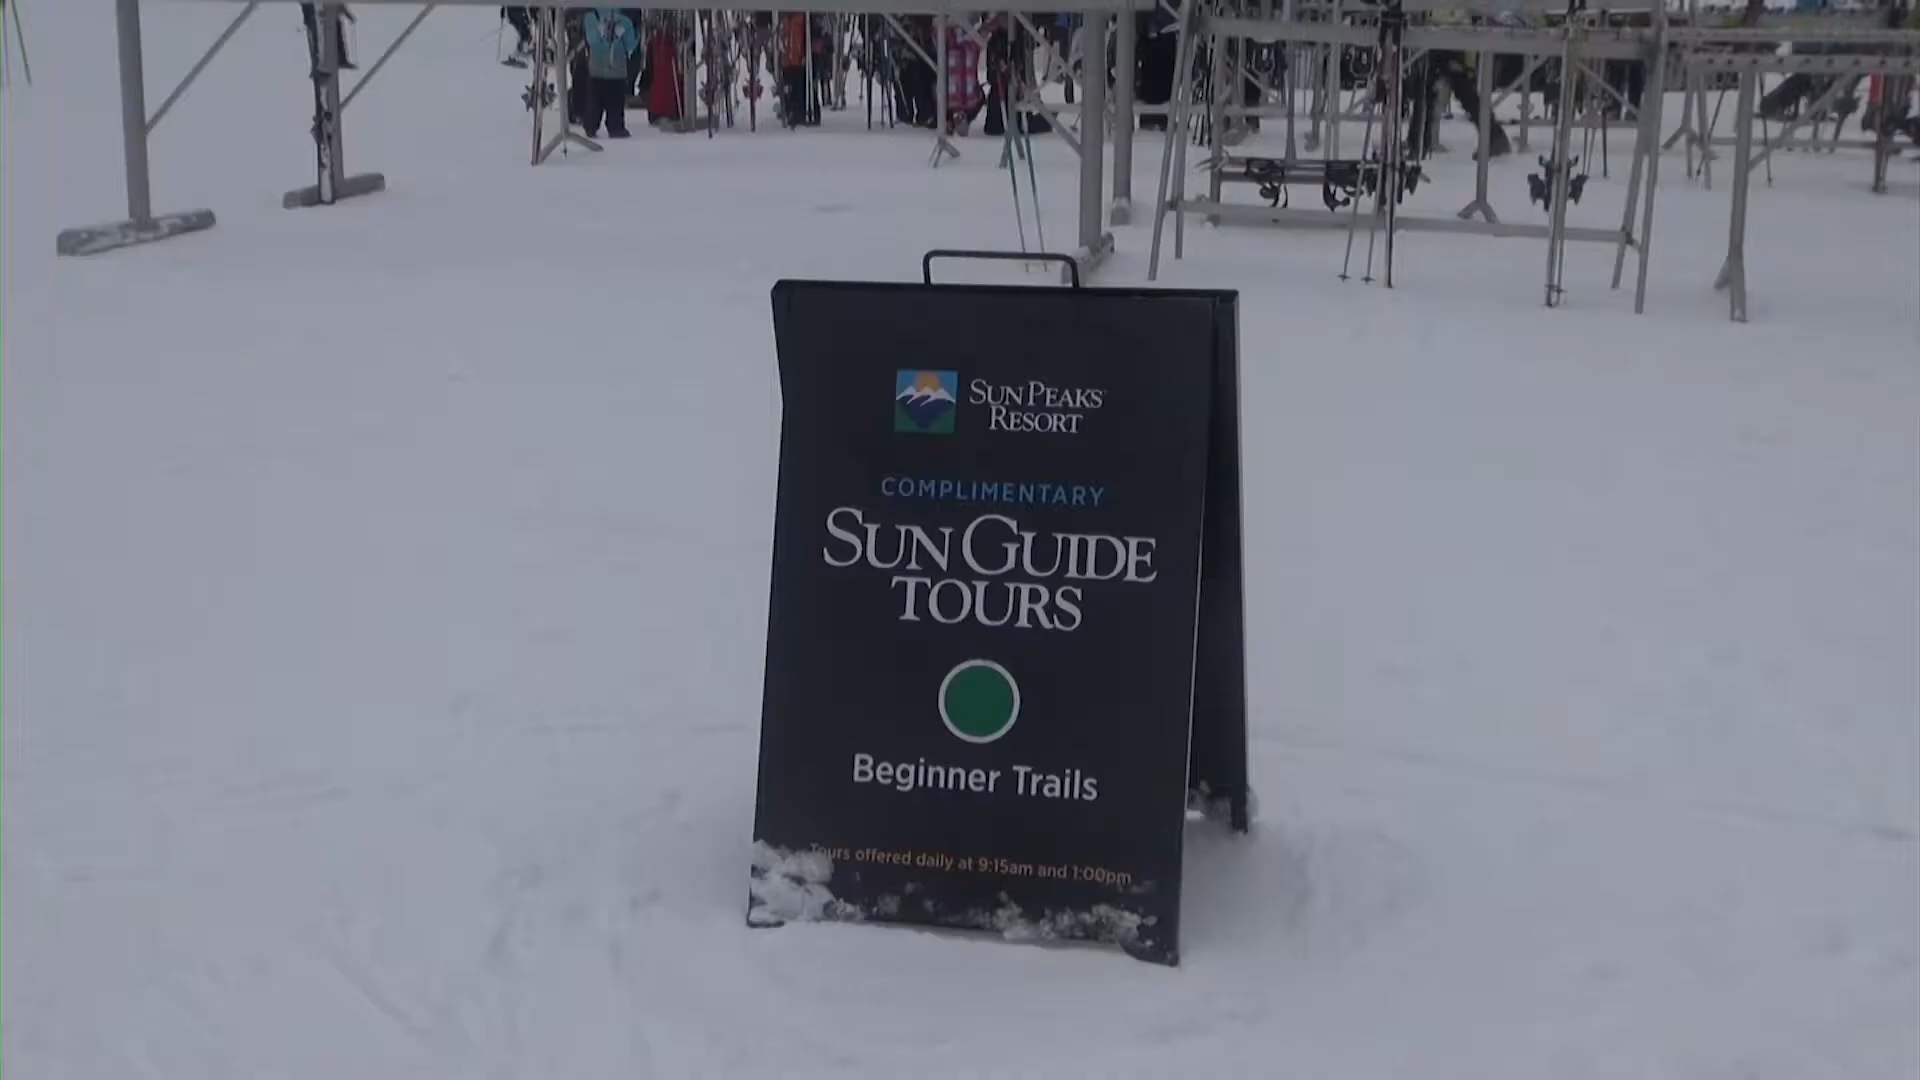 SUN PEAKS
RESORT
COMPLIMENTARY
SUN GUIDE
TOURS
Beginner Trails
Tours offered daily at 9:15am and 1:00pm